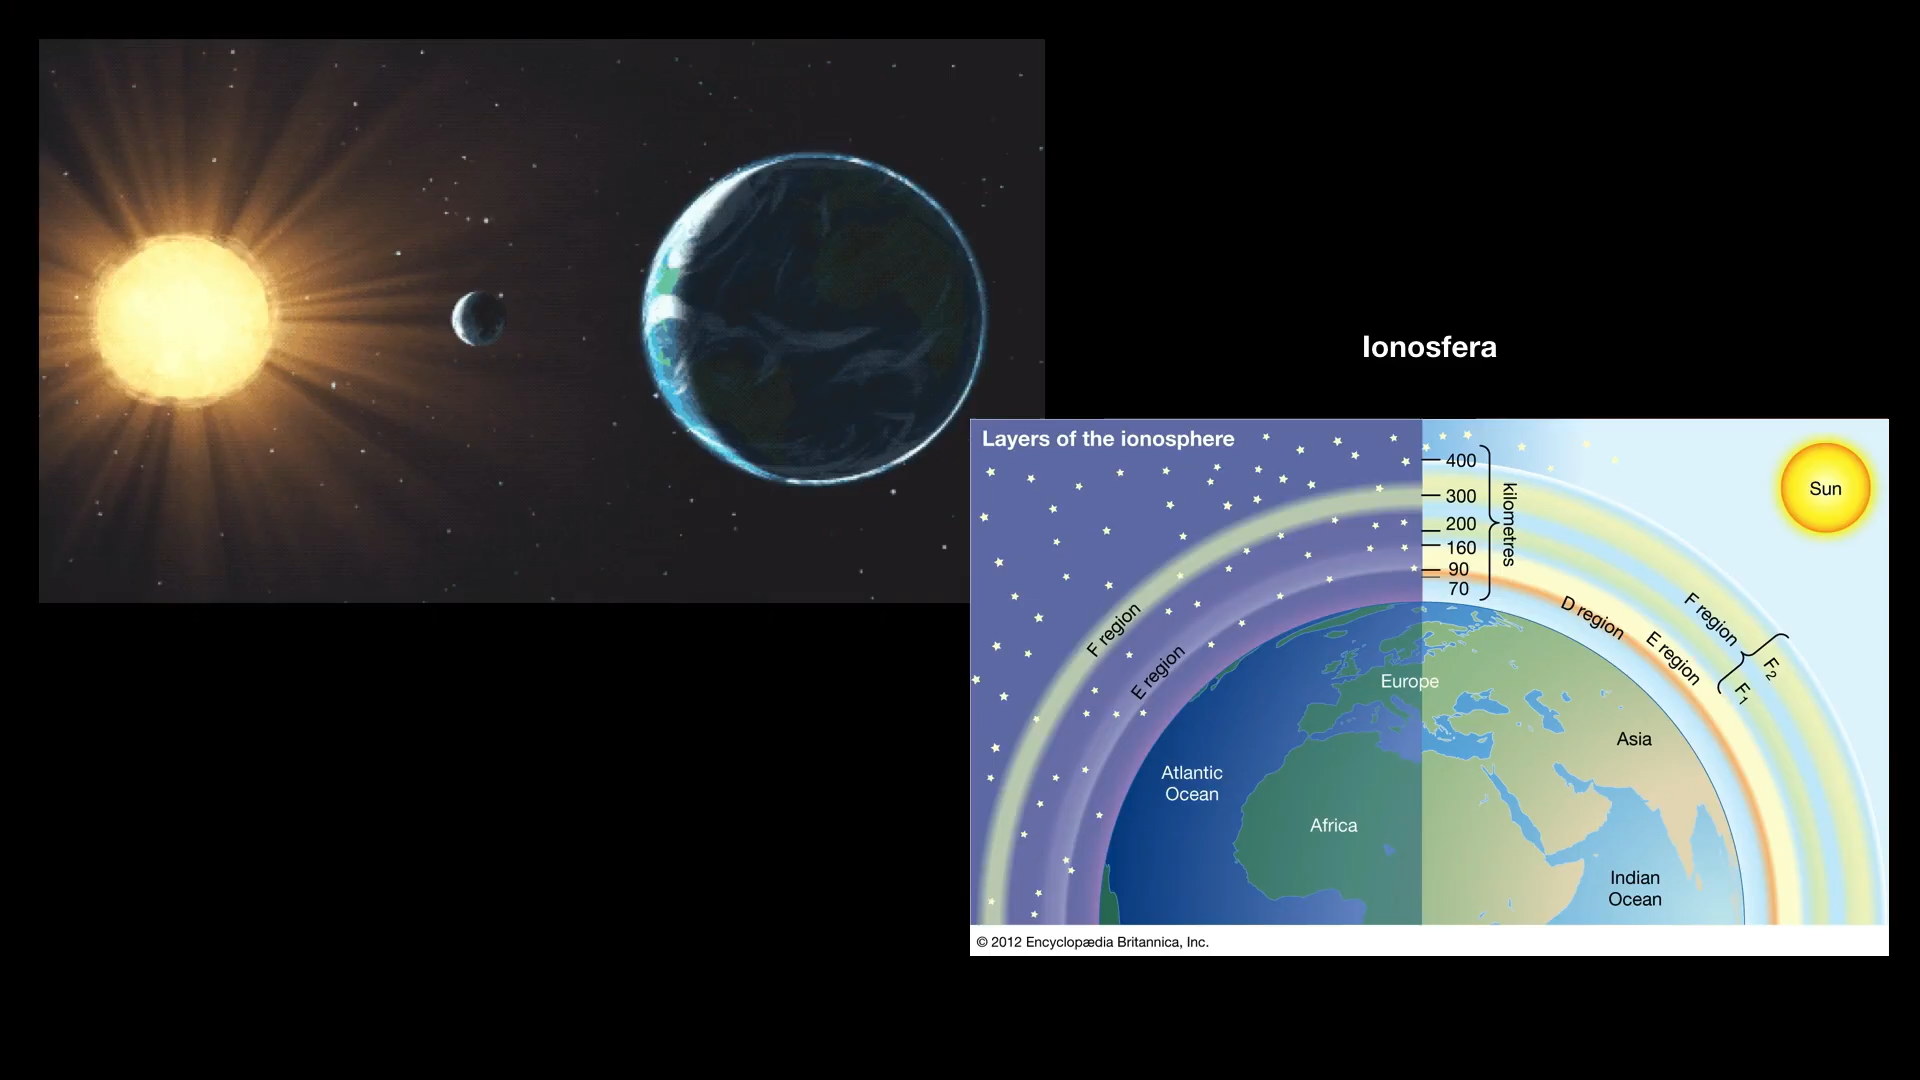 Ionosfera
Layers of the ionosphere
400
300
200
160
90
70
kilometres
Sun
F region
E region
D region
E region
F region
F₂
F₁
Europe
Asia
Atlantic
Ocean
Africa
Indian
Ocean
© 2012 Encyclopædia Britannica, Inc.